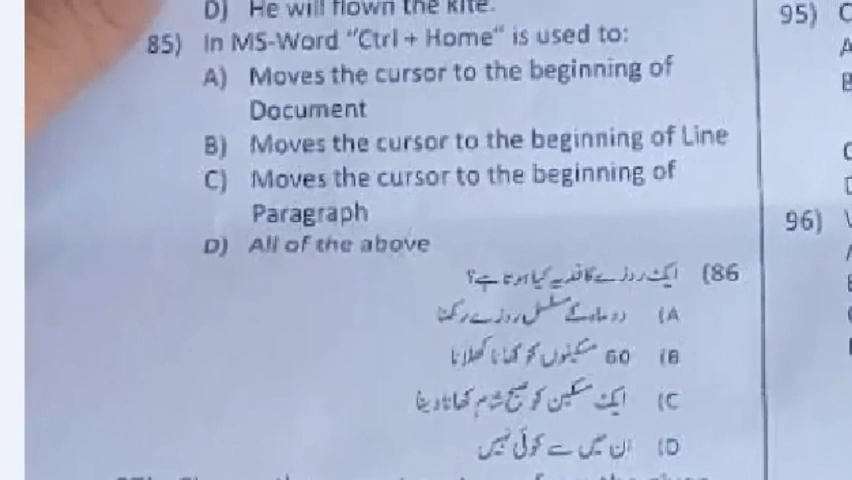 D) He will flown the kite.
85) In MS-Word "Ctrl + Home" is used to:
A) Moves the cursor to the beginning of
Document
B) Moves the cursor to the beginning of Line
C) Moves the cursor to the beginning of
Paragraph
D) All of the above
86) ایک روزے کا فدیہ کیا ہوتا ہے؟
A) دو ماہ کے مسلسل روزے رکھنا
B) 60 مسکینوں کو کھانا کھلانا
C) ایک مسکین کو صبح شام کھانا دینا
D) ان میں سے کوئی نہیں
95)
96)